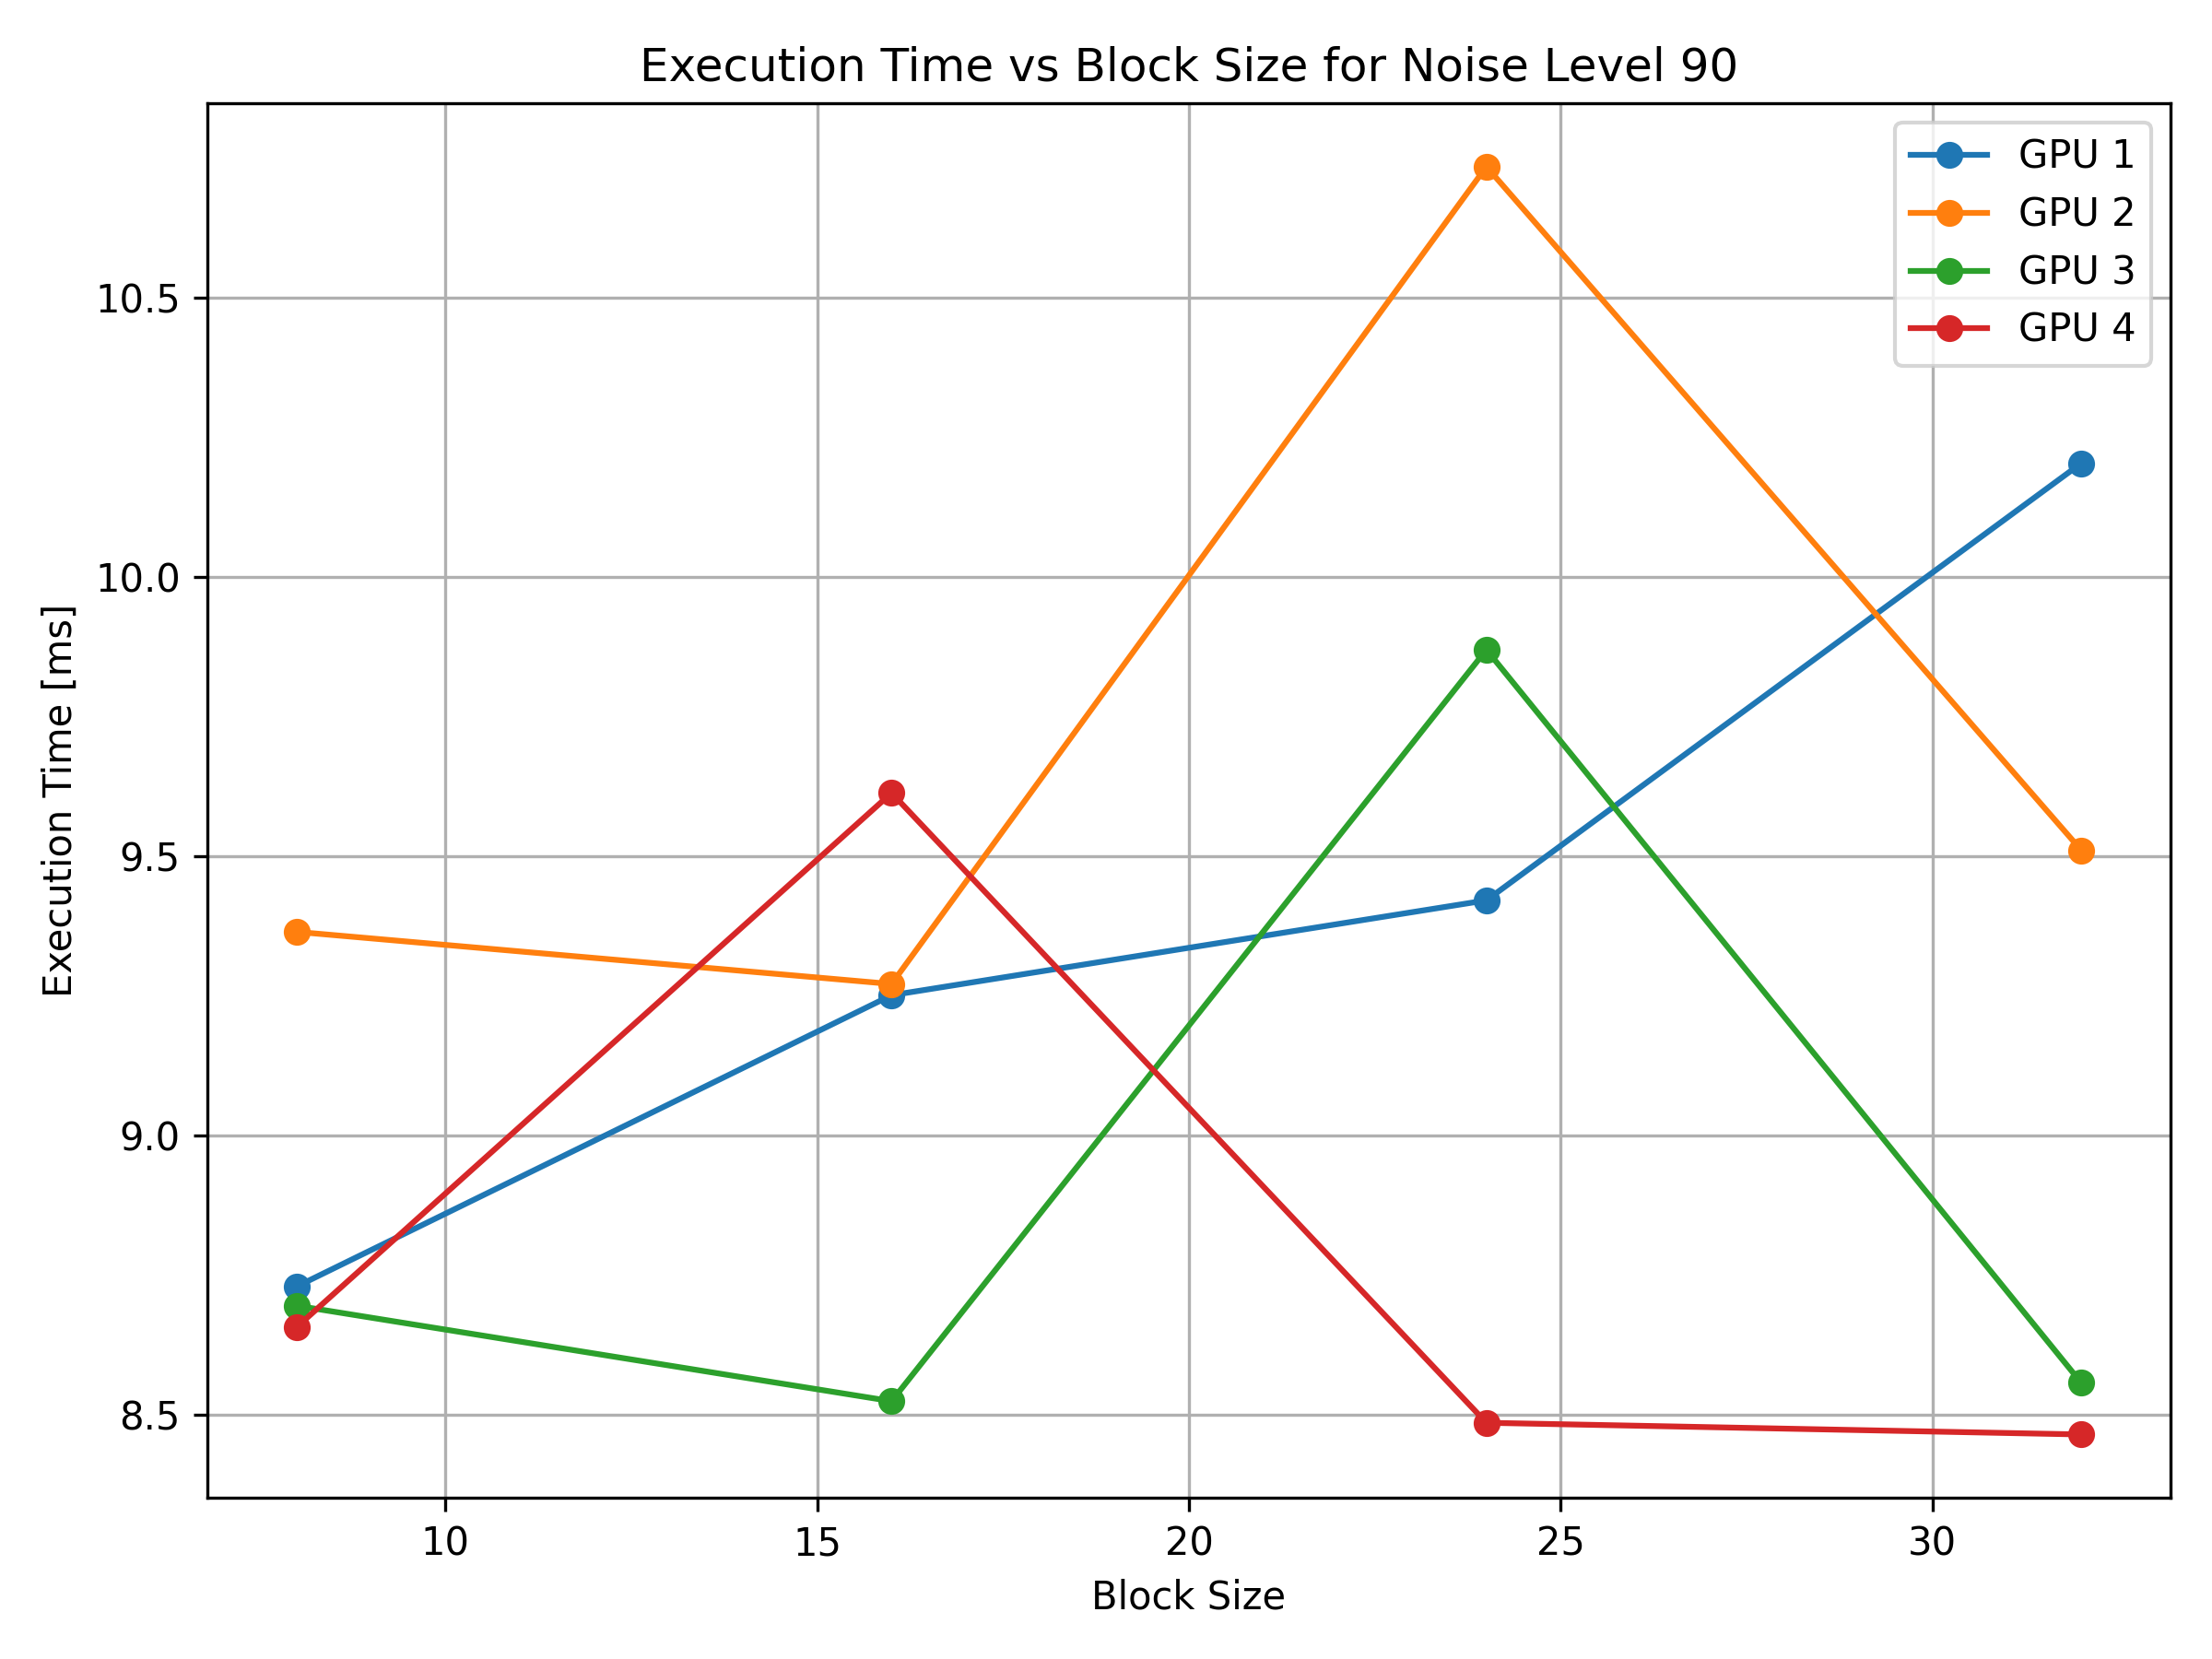 Execution Time vs Block Size for Noise Level 90
GPU 1
GPU 2
GPU 3
GPU 4
Execution Time [ms]
10.5
10.0
9.5
9.0
8.5
10 15 20 25 30
Block Size